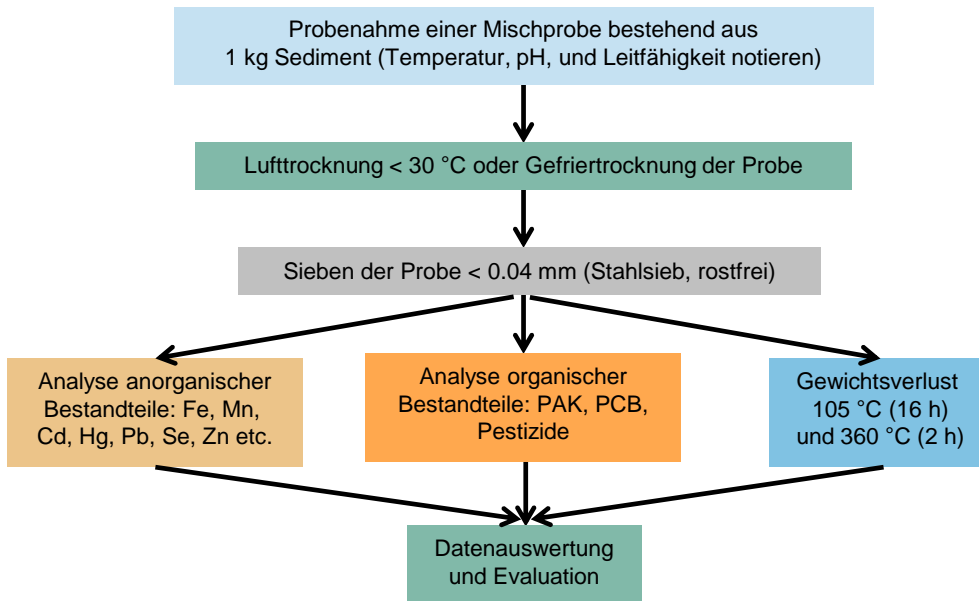 Probenahme einer Mischprobe bestehend aus
1 kg Sediment (Temperatur, pH, und Leitfähigkeit notieren)
Lufttrocknung < 30 °C oder Gefriertrocknung der Probe
Sieben der Probe < 0.04 mm (Stahlsieb, rostfrei)
Analyse anorganischer
Bestandteile: Fe, Mn,
Cd, Hg, Pb, Se, Zn etc.
Analyse organischer
Bestandteile: PAK, PCB,
Pestizide
Gewichtsverlust
105 °C (16 h)
und 360 °C (2 h)
Datenauswertung
und Evaluation